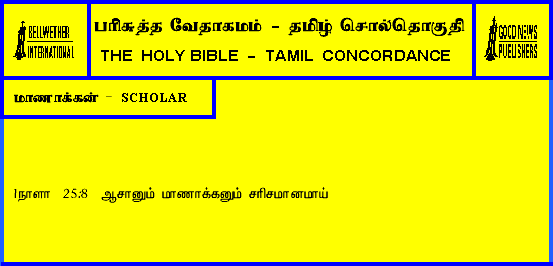 BELLWETHER
INTERNATIONAL
பரிசுத்த வேதாகமம் - தமிழ் சொல்தொகுதி
THE HOLY BIBLE - TAMIL CONCORDANCE
GOOD NEWS
PUBLISHERS
மாணாக்கன் - SCHOLAR
1நாளா 25:8 ஆசானும் மாணாக்கனும் சரிசமானமாய்